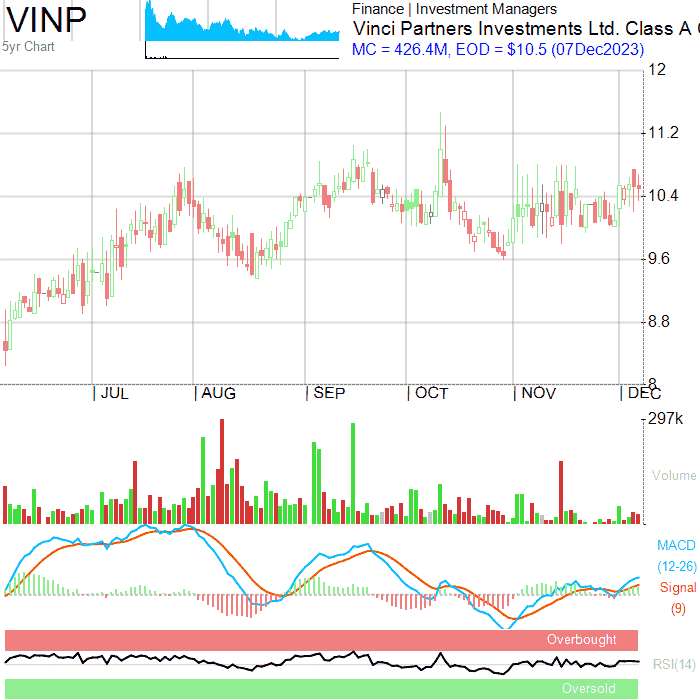 VINP
5yr Chart
Finance | Investment Managers
Vinci Partners Investments Ltd. Class A
MC = 426.4M, EOD = $10.5 (07Dec2023)
12
11.2
10.4
9.6
8.8
8
| JUL | AUG | SEP | OCT | NOV | DEC
297k
Volume
MACD
(12-26)
Signal
(9)
Overbought
RSI(14)
Oversold